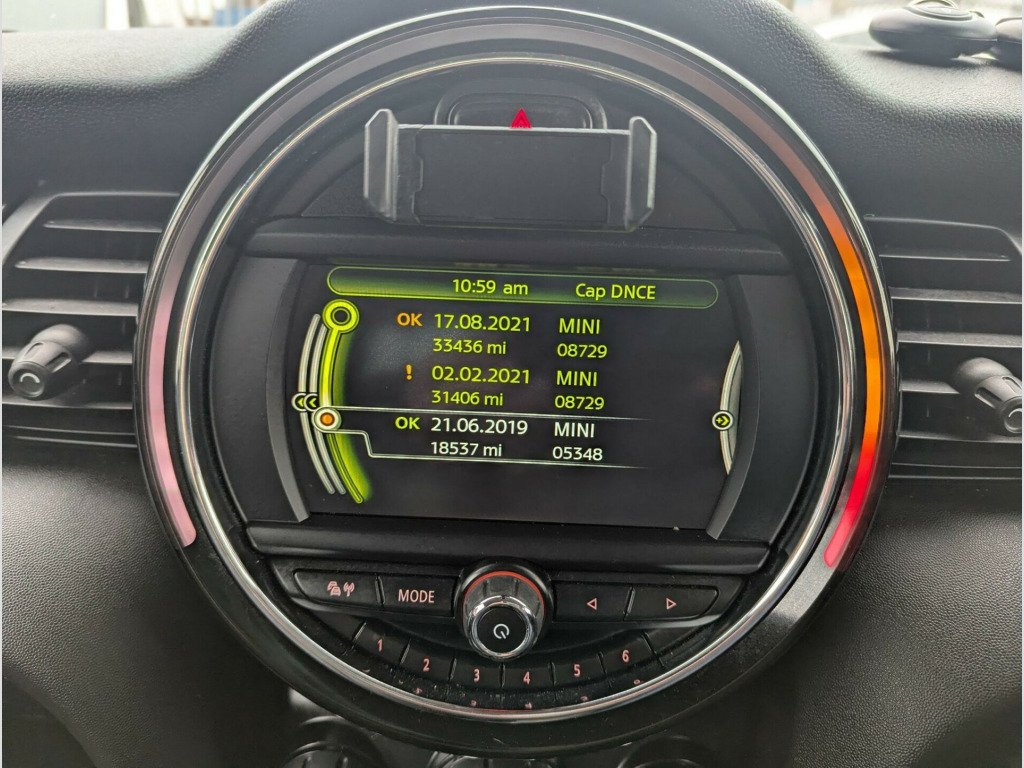 10:59 am Cap DNCE
OK 17.08.2021 MINI
33436 mi 08729
! 02.02.2021 MINI
31406 mi 08729
OK 21.06.2019 MINI
18537 mi 05348
MODE
1 2 3 4 5 6